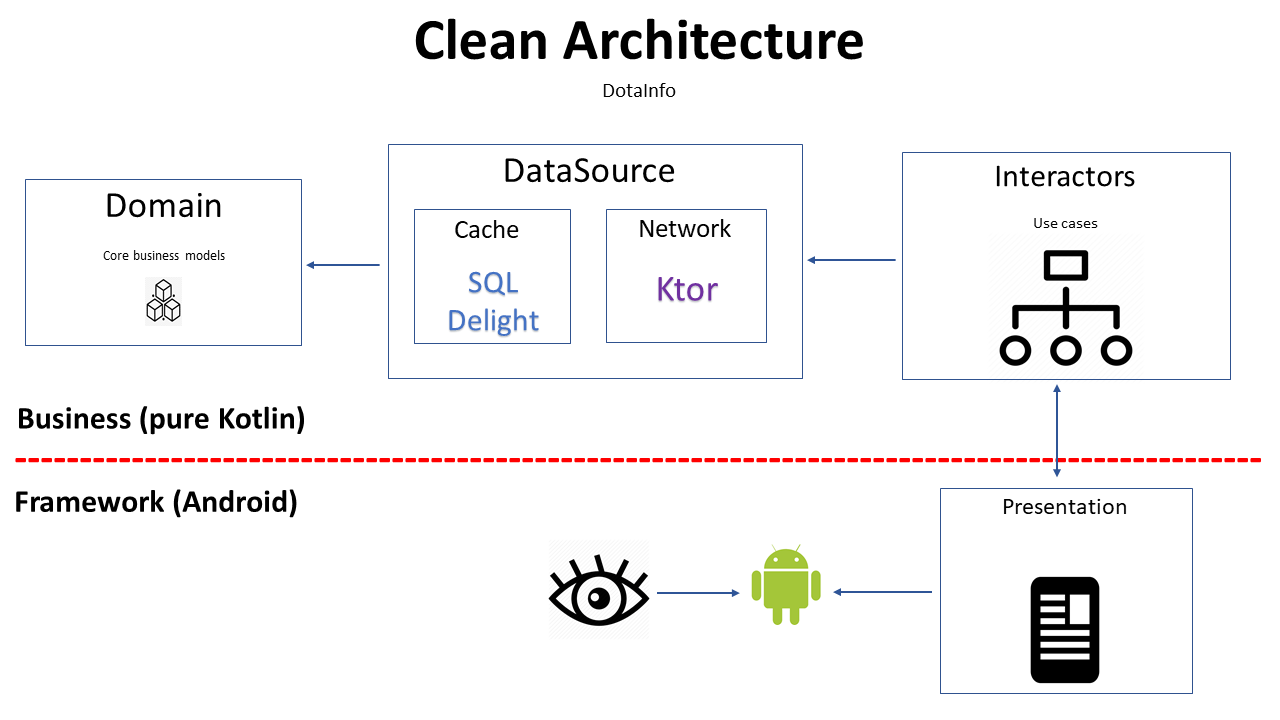 Clean Architecture
DotaInfo
Domain
Core business models
DataSource
Cache
SQL
Delight
Network
Ktor
Interactors
Use cases
Business (pure Kotlin)
Framework (Android)
Presentation